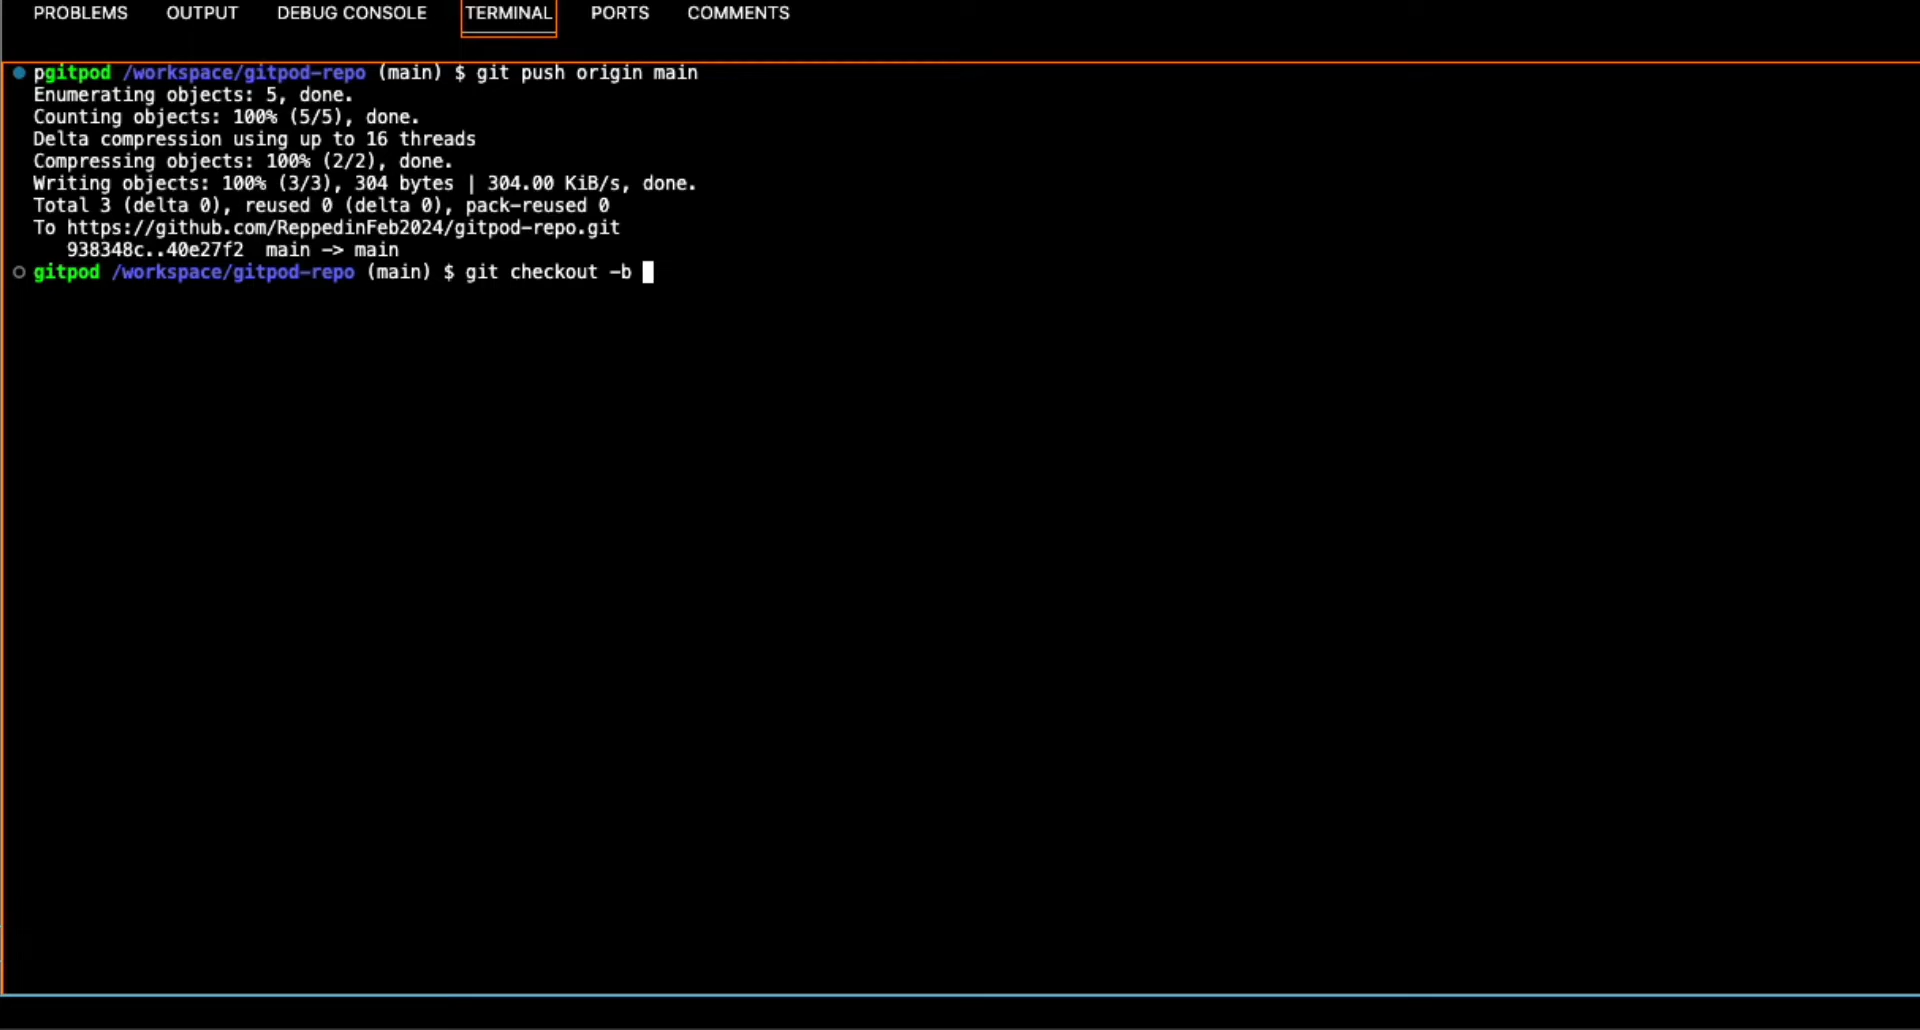 PROBLEMS OUTPUT DEBUG CONSOLE TERMINAL PORTS COMMENTS
pgitpod /workspace/gitpod-repo (main) $ git push origin main
Enumerating objects: 5, done.
Counting objects: 100% (5/5), done.
Delta compression using up to 16 threads
Compressing objects: 100% (2/2), done.
Writing objects: 100% (3/3), 304 bytes | 304.00 KiB/s, done.
Total 3 (delta 0), reused 0 (delta 0), pack-reused 0
To https://github.com/ReppedinFeb2024/gitpod-repo.git
   938348c..40e27f2  main -> main
gitpod /workspace/gitpod-repo (main) $ git checkout -b